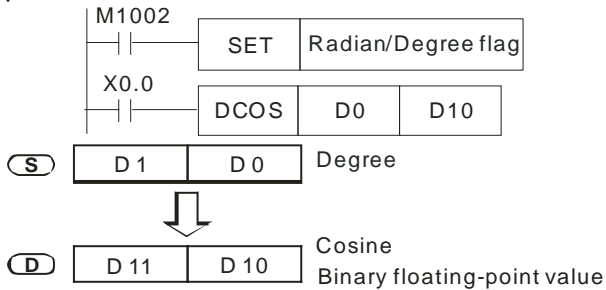 M1002
SET Radian/Degree flag
X0.0
DCOS D0 D10
S D 1 D 0 Degree
Cosine
D D 11 D 10
Binary floating-point value